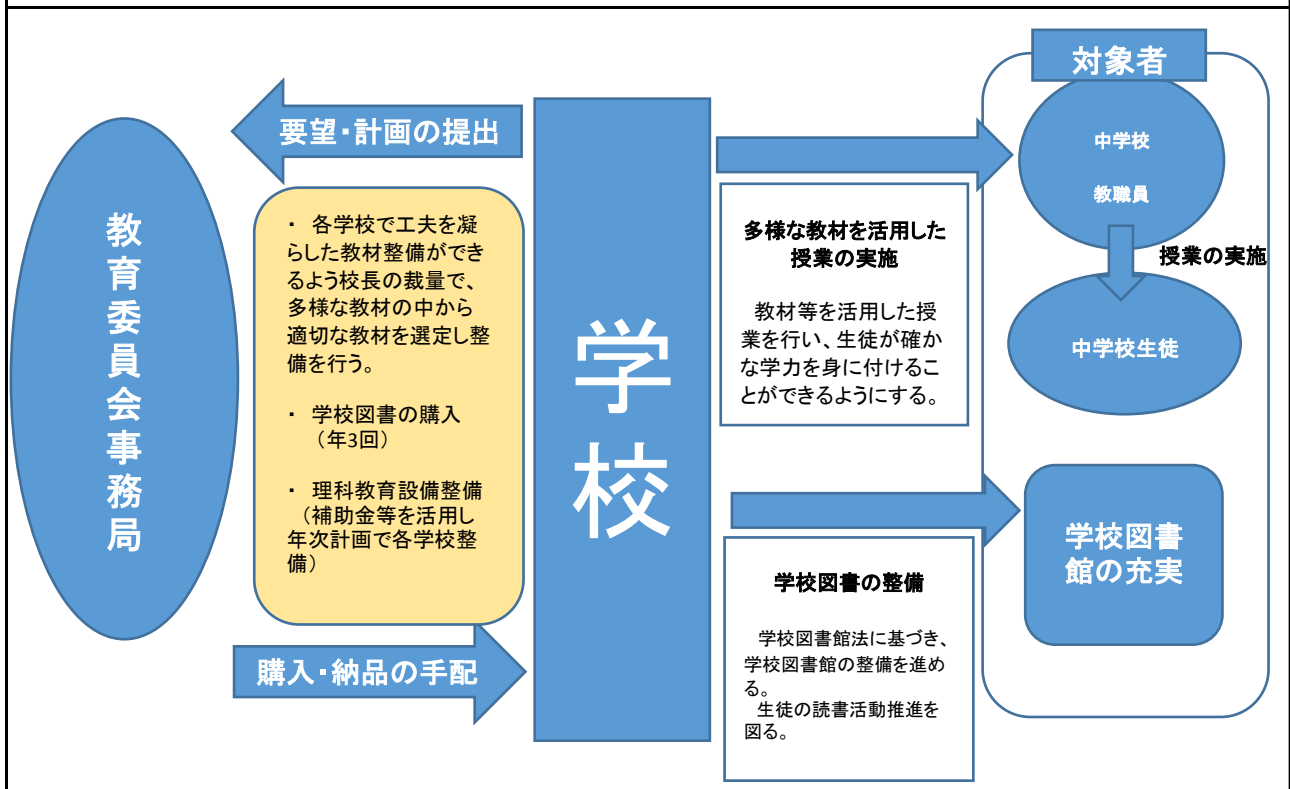 教育委員会事務局
要望・計画の提出
・ 各学校で工夫を凝
らした教材整備ができ
るよう校長の裁量で、
多様な教材の中から
適切な教材を選定し整
備を行う。
・ 学校図書の購入
（年3回）
・ 理科教育設備整備
（補助金等を活用し
年次計画で各学校整
備）
購入・納品の手配
学校
多様な教材を活用した
授業の実施
教材等を活用した授
業を行い、生徒が確か
な学力を身に付けるこ
とができるようにする。
学校図書の整備
学校図書館法に基づき、
学校図書館の整備を進め
る。
生徒の読書活動推進を
図る。
対象者
中学校
教職員
授業の実施
中学校生徒
学校図書
館の充実